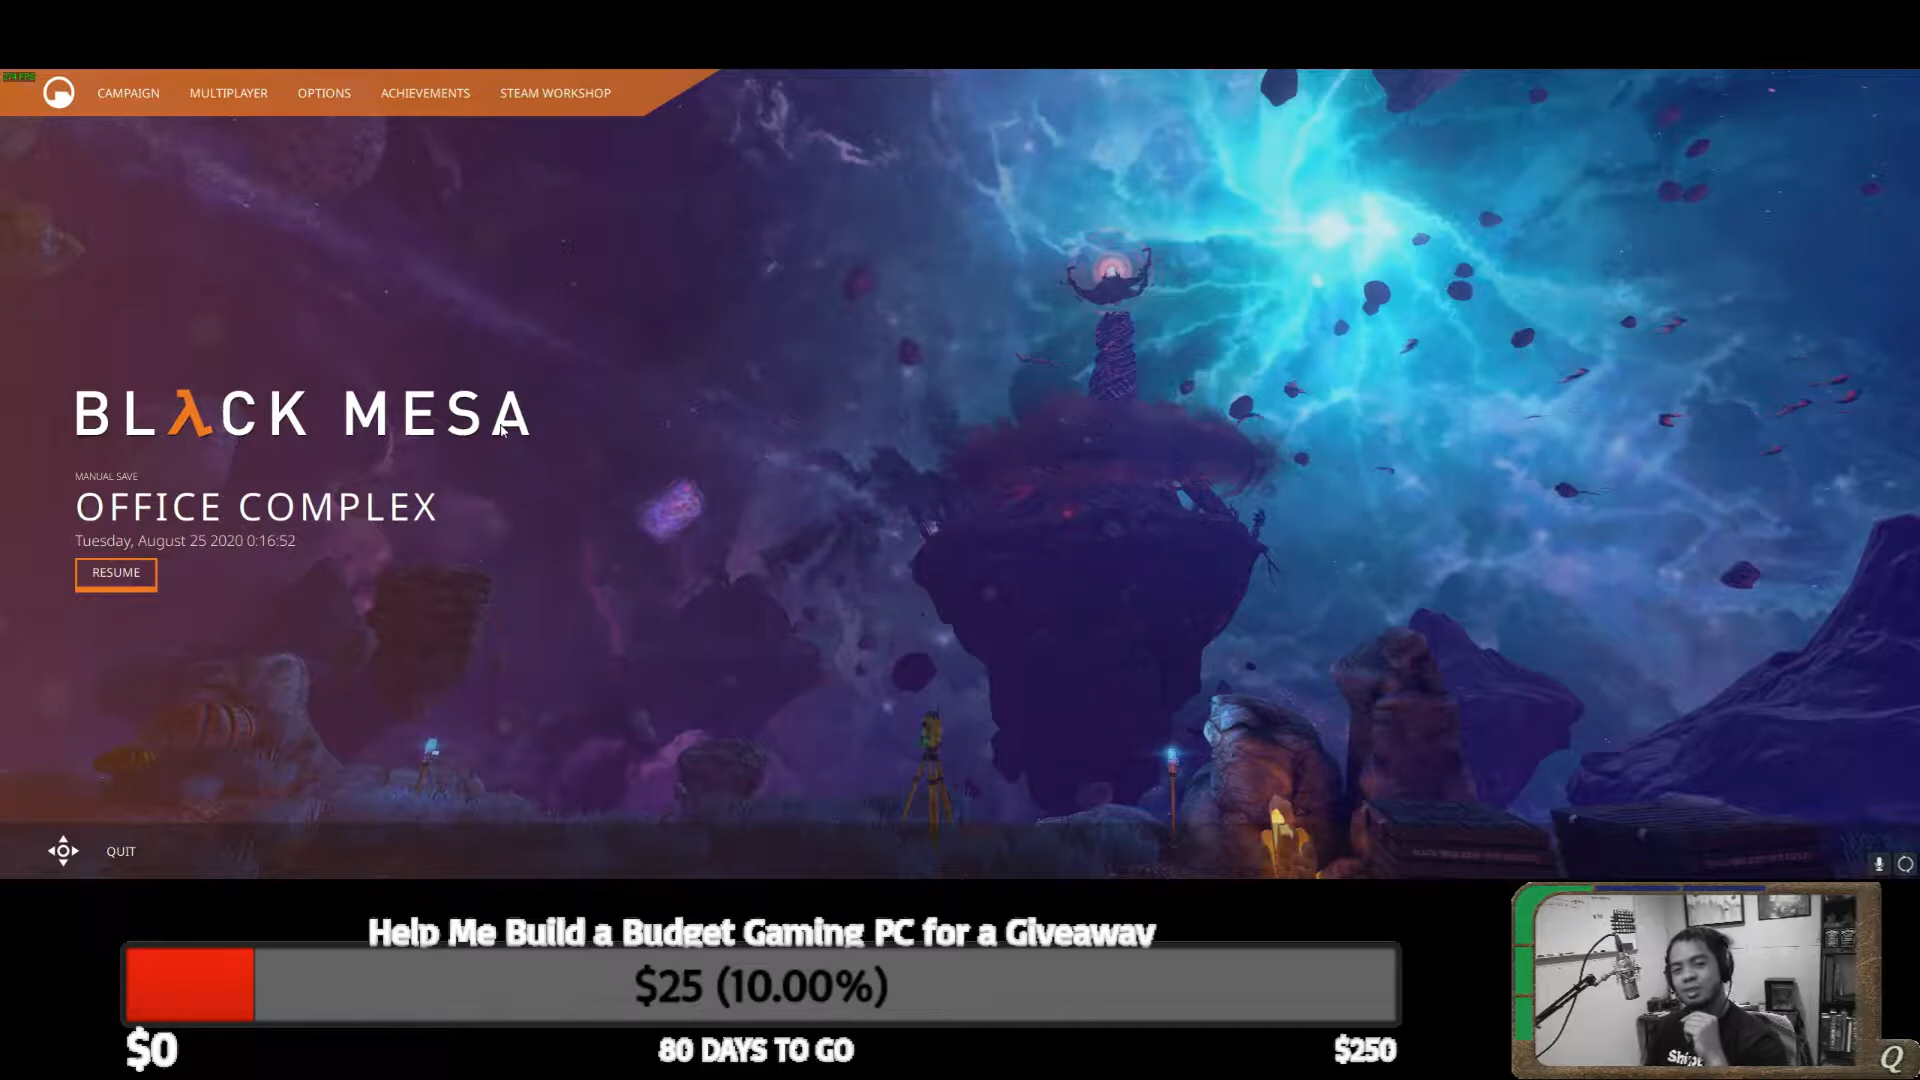 CAMPAIGN MULTIPLAYER OPTIONS ACHIEVEMENTS STEAM WORKSHOP
BLλCK MESA
MANUAL SAVE
OFFICE COMPLEX
Tuesday, August 25 2020 0:16:52
RESUME
QUIT
Help Me Build a Budget Gaming PC for a Giveaway
$25 (10.00%)
$0 80 DAYS TO GO $250
Q